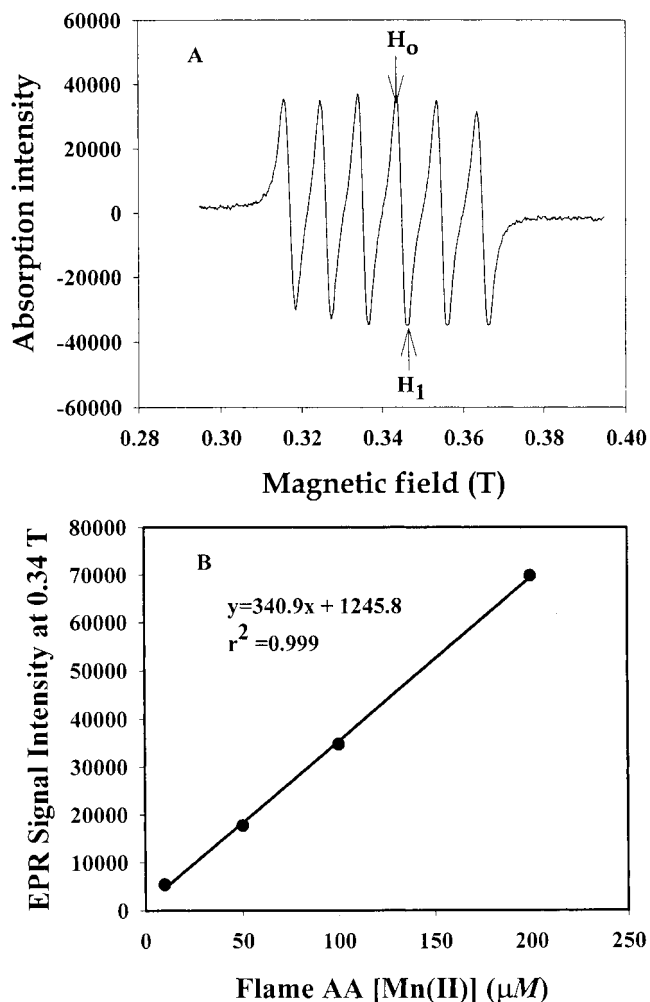 A
H₀
H₁
Absorption intensity
60000
40000
20000
0
-20000
-40000
-60000
0.28 0.30 0.32 0.34 0.36 0.38 0.40
Magnetic field (T)
B
y=340.9x + 1245.8
r² =0.999
EPR Signal Intensity at 0.34 T
80000
70000
60000
50000
40000
30000
20000
10000
0
0 50 100 150 200 250
Flame AA [Mn(II)] (µM)